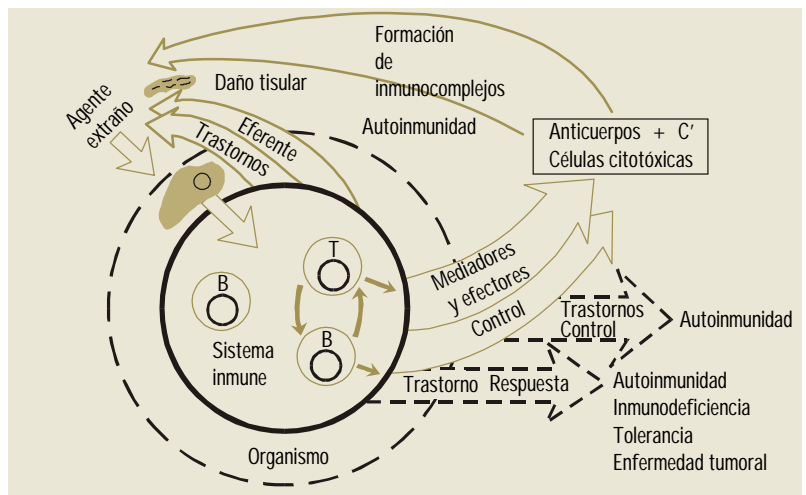 Formación
de
inmunocomplejos
Daño tisular
Autoinmunidad
Agente
extraño
Eferente
Trastornos
Anticuerpos + C′
Células citotóxicas
T
B
B
Sistema
inmune
Organismo
Mediadores
y efectores
Control
Trastornos
Control
Autoinmunidad
Trastorno Respuesta
Autoinmunidad
Inmunodeficiencia
Tolerancia
Enfermedad tumoral